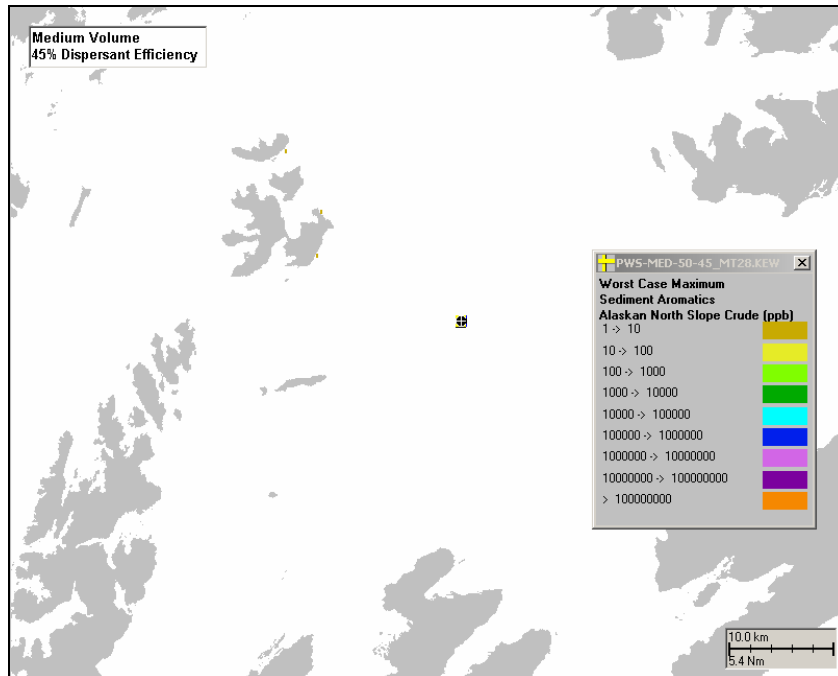 Medium Volume
45% Dispersant Efficiency
PWS-MED-50-45_MT28.KEW
Worst Case Maximum
Sediment Aromatics
Alaskan North Slope Crude (ppb)
1 -> 10
10 -> 100
100 -> 1000
1000 -> 10000
10000 -> 100000
100000 -> 1000000
1000000 -> 10000000
10000000 -> 100000000
> 100000000
10.0 km
5.4 Nm